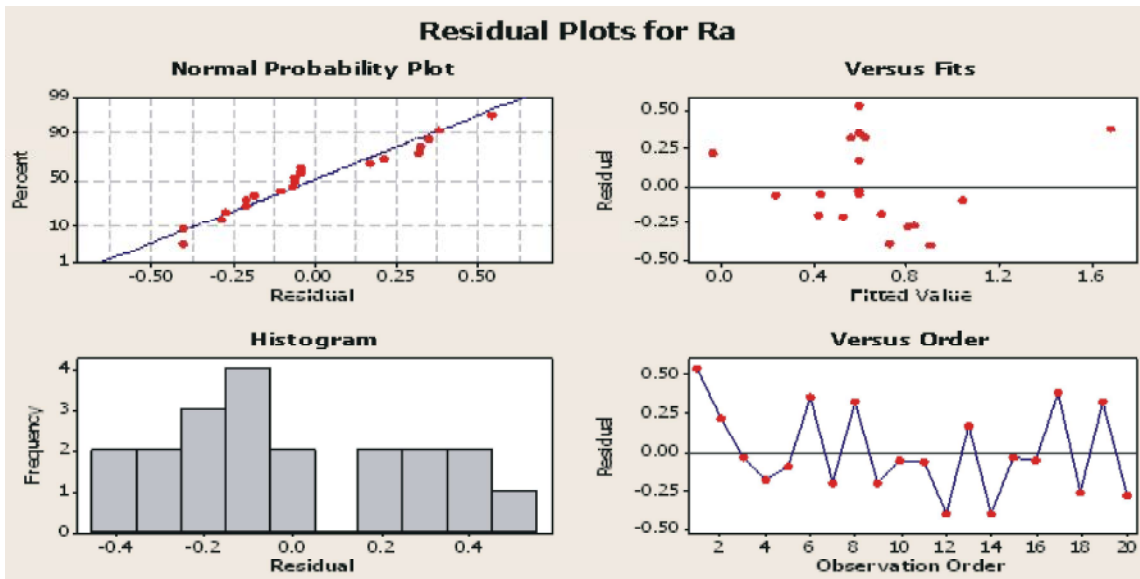 Residual Plots for Ra
Normal Probability Plot
99
90
50
10
1
Percent
-0.50 -0.25 0.00 0.25 0.50
Residual
Versus Fits
0.50
0.25
0.00
-0.25
-0.50
Residual
0.0 0.4 0.8 1.2 1.6
Fitted Value
Histogram
4
3
2
1
0
Frequency
-0.4 -0.2 0.0 0.2 0.4
Residual
Versus Order
0.50
0.25
0.00
-0.25
-0.50
Residual
2 4 6 8 10 12 14 16 18 20
Observation Order